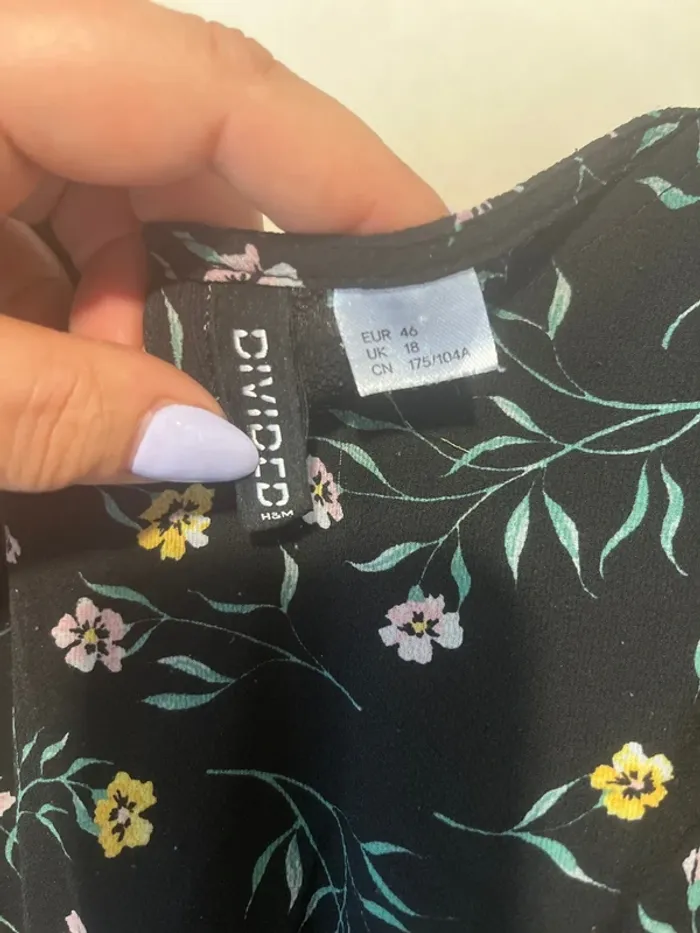 DIVIDED
H&M
EUR 46
UK 18
CN 175/104A